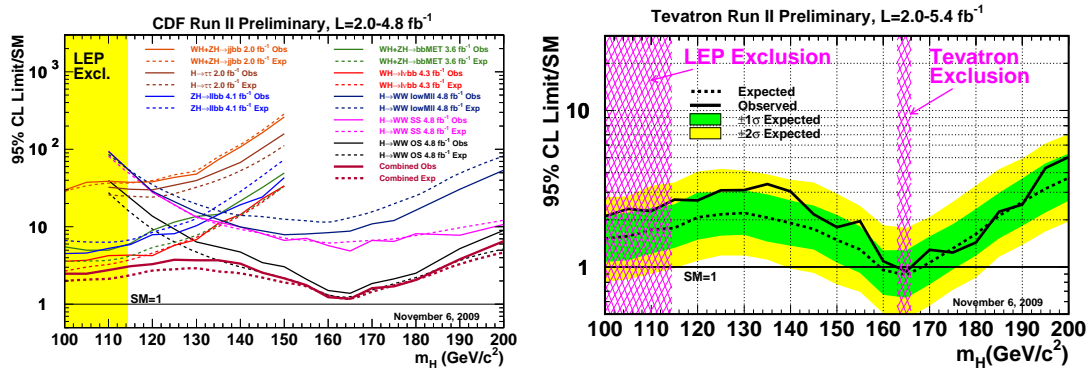 CDF Run II Preliminary, L=2.0-4.8 fb⁻¹
LEP
Excl.
WH+ZH→jjbb 2.0 fb⁻¹ Obs
WH+ZH→jjbb 2.0 fb⁻¹ Exp
H→ττ 2.0 fb⁻¹ Obs
H→ττ 2.0 fb⁻¹ Exp
ZH→llbb 4.1 fb⁻¹ Obs
ZH→llbb 4.1 fb⁻¹ Exp
WH+ZH→bbMET 3.6 fb⁻¹ Obs
WH+ZH→bbMET 3.6 fb⁻¹ Exp
WH→lνbb 4.3 fb⁻¹ Obs
WH→lνbb 4.3 fb⁻¹ Exp
H→WW lowMll 4.8 fb⁻¹ Obs
H→WW lowMll 4.8 fb⁻¹ Exp
H→WW SS 4.8 fb⁻¹ Obs
H→WW SS 4.8 fb⁻¹ Exp
H→WW OS 4.8 fb⁻¹ Obs
H→WW OS 4.8 fb⁻¹ Exp
Combined Obs
Combined Exp
95% CL Limit/SM
10³
10²
10
1
SM=1
November 6, 2009
100 110 120 130 140 150 160 170 180 190 200
m_H (GeV/c²)
Tevatron Run II Preliminary, L=2.0-5.4 fb⁻¹
LEP Exclusion
Tevatron
Exclusion
Expected
Observed
±1σ Expected
±2σ Expected
95% CL Limit/SM
10
1
SM=1
November 6, 2009
100 110 120 130 140 150 160 170 180 190 200
m_H(GeV/c²)